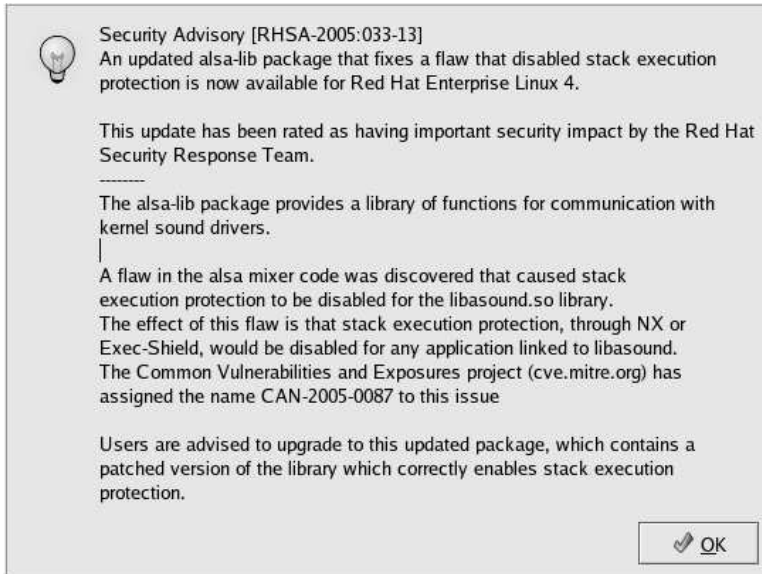 Security Advisory [RHSA-2005:033-13]
An updated alsa-lib package that fixes a flaw that disabled stack execution
protection is now available for Red Hat Enterprise Linux 4.
This update has been rated as having important security impact by the Red Hat
Security Response Team.
--------
The alsa-lib package provides a library of functions for communication with
kernel sound drivers.
A flaw in the alsa mixer code was discovered that caused stack
execution protection to be disabled for the libasound.so library.
The effect of this flaw is that stack execution protection, through NX or
Exec-Shield, would be disabled for any application linked to libasound.
The Common Vulnerabilities and Exposures project (cve.mitre.org) has
assigned the name CAN-2005-0087 to this issue
Users are advised to upgrade to this updated package, which contains a
patched version of the library which correctly enables stack execution
protection.
OK